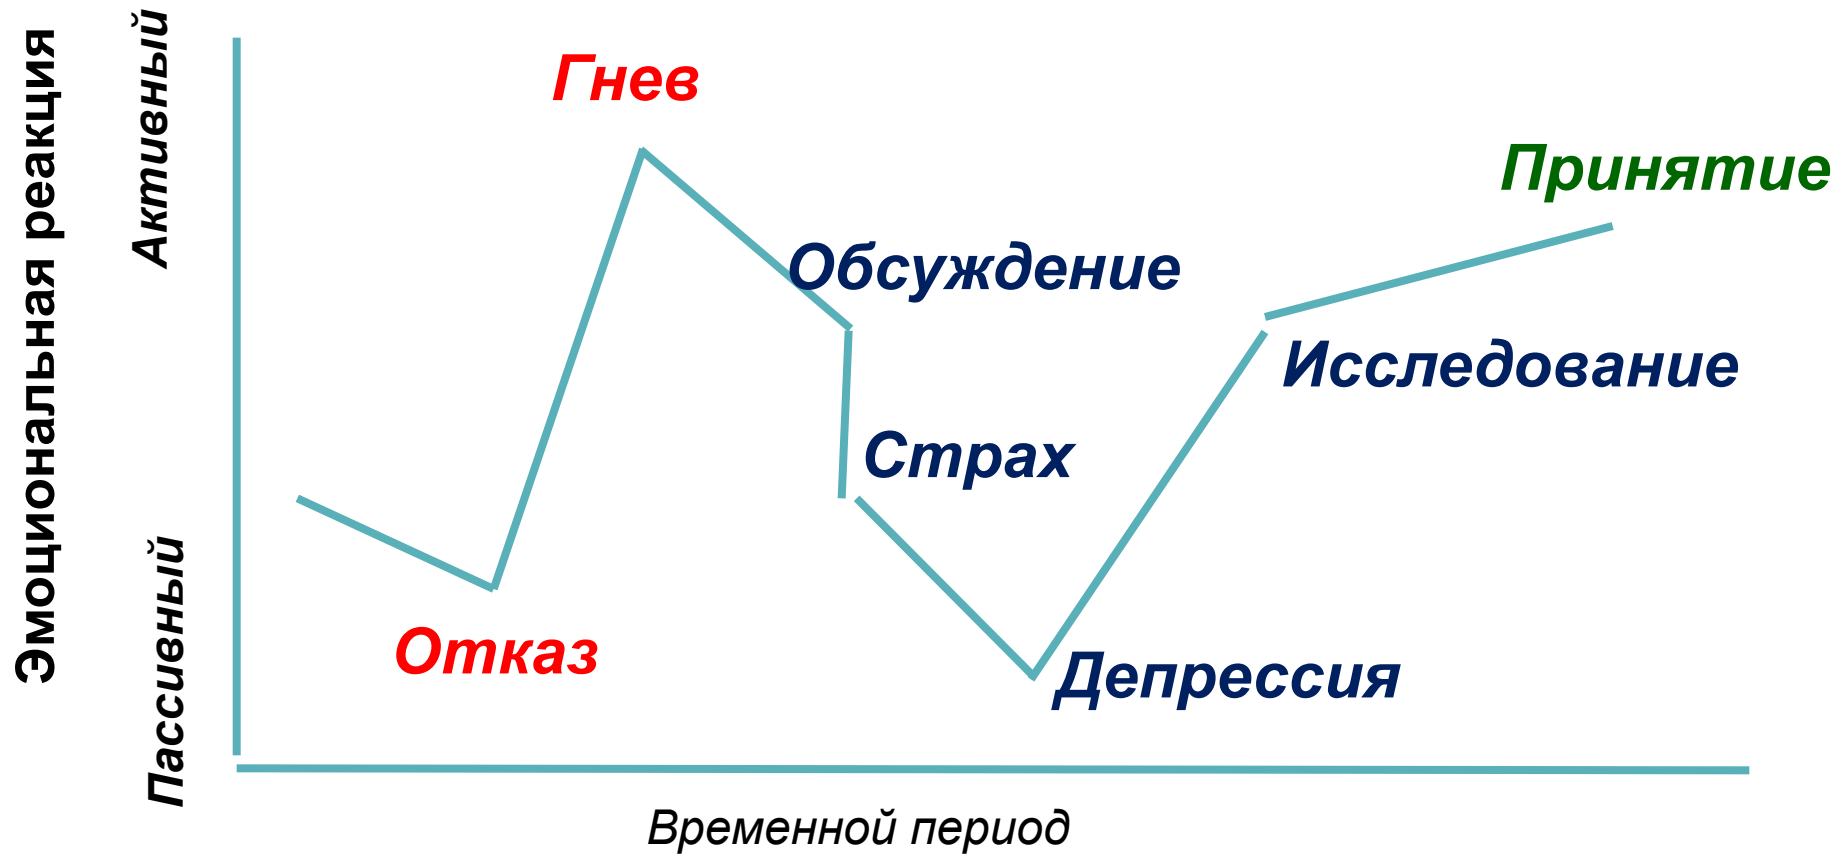 Эмоциональная реакция
Активный
Пассивный
Гнев
Принятие
Обсуждение
Исследование
Страх
Отказ
Депрессия
Временной период